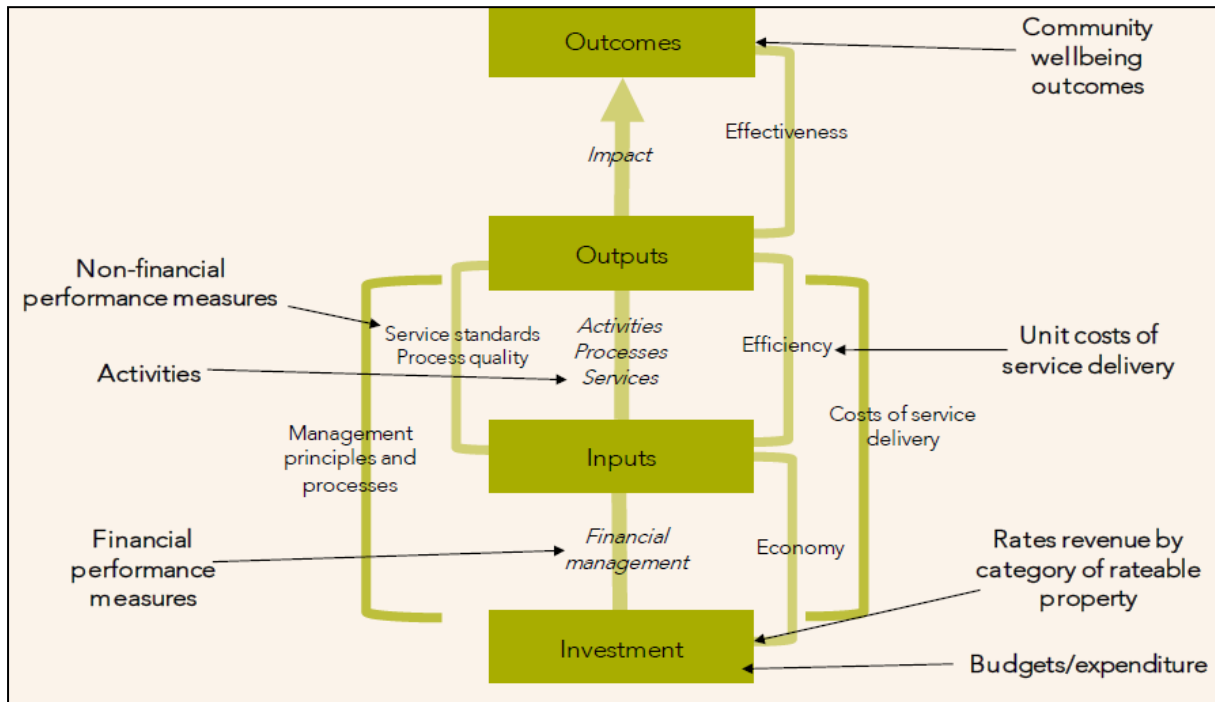 Outcomes
Community
wellbeing
outcomes
Effectiveness
Impact
Outputs
Non-financial
performance measures
Service standards
Process quality
Activities
Processes
Services
Efficiency
Unit costs of
service delivery
Activities
Costs of service
delivery
Management
principles and
processes
Inputs
Financial
performance
measures
Financial
management
Economy
Rates revenue by
category of rateable
property
Investment
Budgets/expenditure